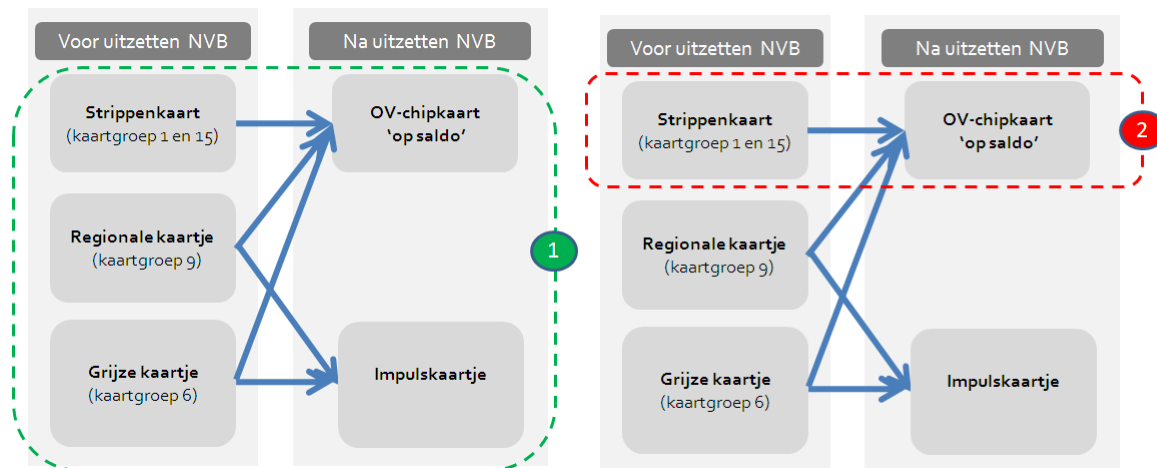 Voor uitzetten NVB
Na uitzetten NVB
Strippenkaart
(kaartgroep 1 en 15)
OV-chipkaart
‘op saldo’
Regionale kaartje
(kaartgroep 9)
1
Grijze kaartje
(kaartgroep 6)
Impulskaartje
Voor uitzetten NVB
Na uitzetten NVB
Strippenkaart
(kaartgroep 1 en 15)
OV-chipkaart
‘op saldo’
2
Regionale kaartje
(kaartgroep 9)
Grijze kaartje
(kaartgroep 6)
Impulskaartje